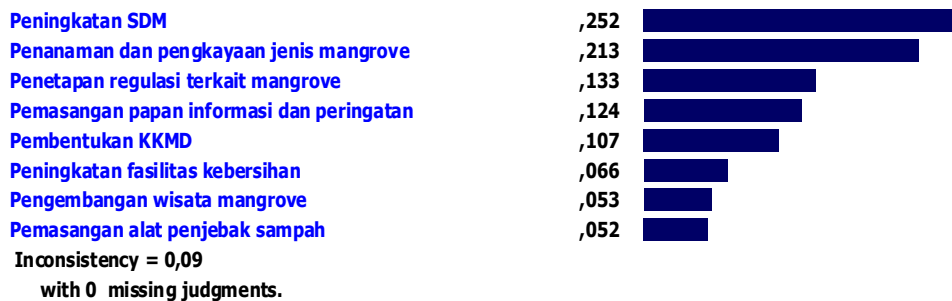 Peningkatan SDM ,252
Penanaman dan pengkayaan jenis mangrove ,213
Penetapan regulasi terkait mangrove ,133
Pemasangan papan informasi dan peringatan ,124
Pembentukan KKMD ,107
Peningkatan fasilitas kebersihan ,066
Pengembangan wisata mangrove ,053
Pemasangan alat penjebak sampah ,052
Inconsistency = 0,09
with 0 missing judgments.